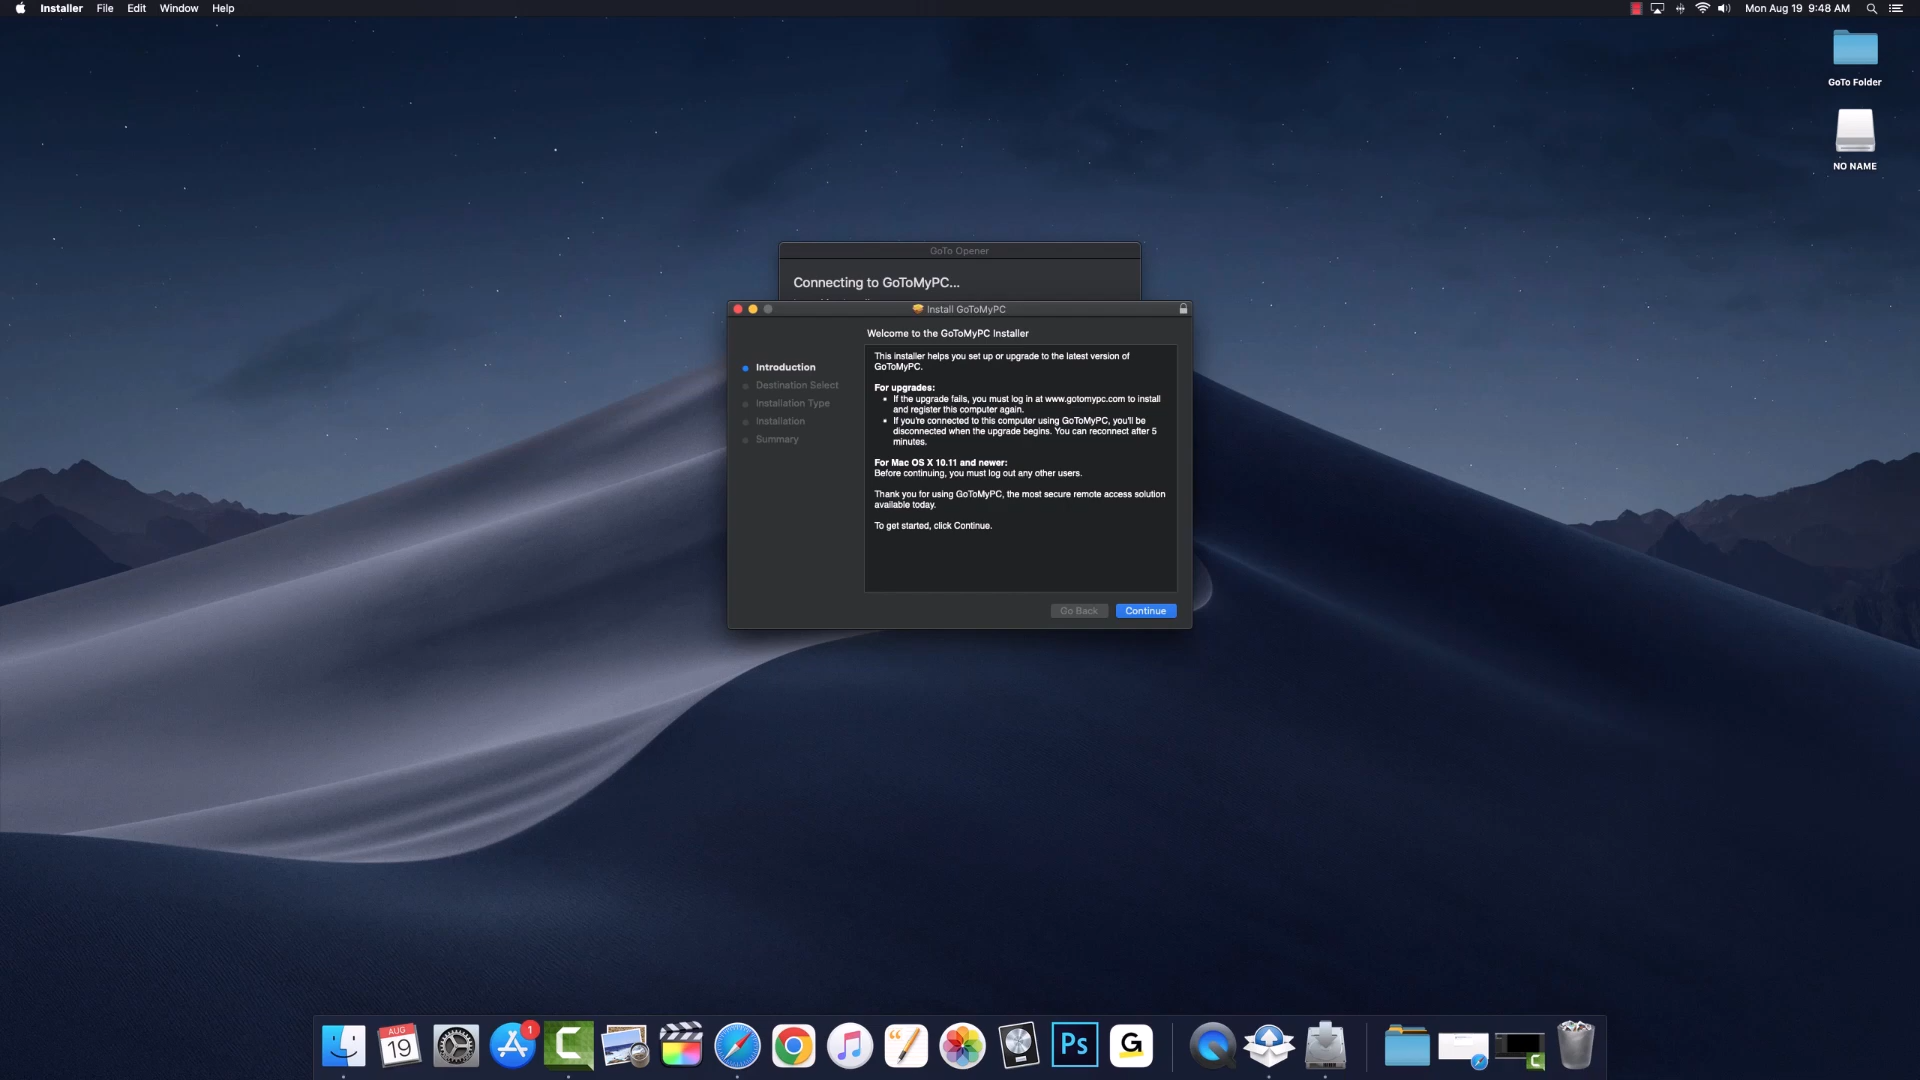 Installer File Edit Window Help
Mon Aug 19 9:48 AM
GoTo Folder
NO NAME
GoTo Opener
Connecting to GoToMyPC...
Install GoToMyPC
Welcome to the GoToMyPC Installer
Introduction
Destination Select
Installation Type
Installation
Summary
This installer helps you set up or upgrade to the latest version of
GoToMyPC.
For upgrades:
• If the upgrade fails, you must log in at www.gotomypc.com to install
and register this computer again.
• If you're connected to this computer using GoToMyPC, you'll be
disconnected when the upgrade begins. You can reconnect after 5
minutes.
For Mac OS X 10.11 and newer:
Before continuing, you must log out any other users.
Thank you for using GoToMyPC, the most secure remote access solution
available today.
To get started, click Continue.
Go Back
Continue
AUG
19
1
Ps
G